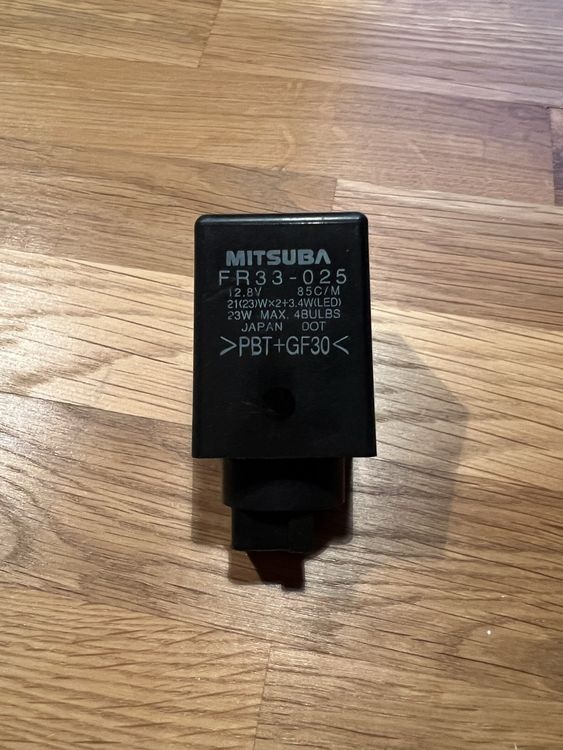 MITSUBA
FR33-025
12.8V 85C/M
21(23)W×2+3.4W(LED)
23W MAX. 4BULBS
JAPAN DOT
>PBT+GF30<